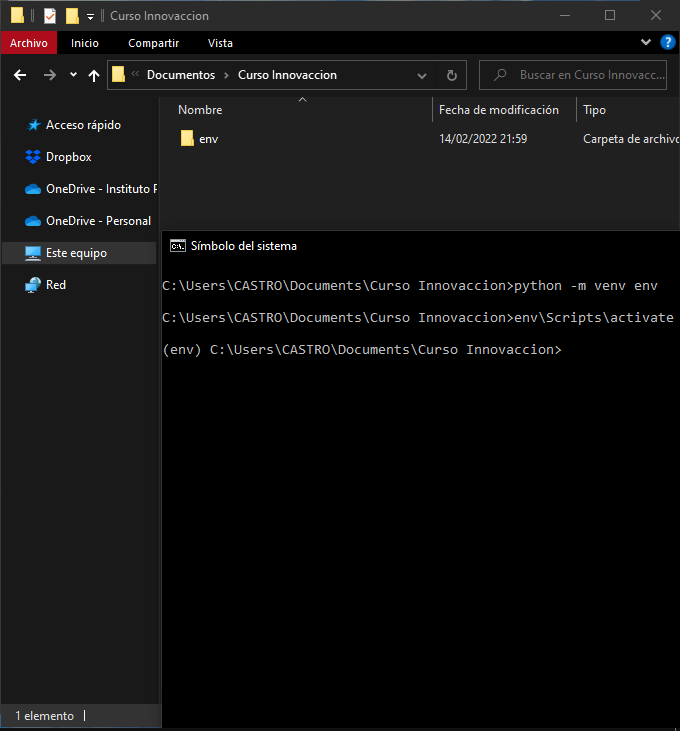 Curso Innovaccion
Archivo Inicio Compartir Vista
Documentos Curso Innovaccion
Buscar en Curso Innovacc...
Nombre Fecha de modificación Tipo
env 14/02/2022 21:59 Carpeta de archivo
Acceso rápido
Dropbox
OneDrive - Instituto P
OneDrive - Personal
Este equipo
Red
Símbolo del sistema
C:\Users\CASTRO\Documents\Curso Innovaccion>python -m venv env
C:\Users\CASTRO\Documents\Curso Innovaccion>env\Scripts\activate
(env) C:\Users\CASTRO\Documents\Curso Innovaccion>
1 elemento